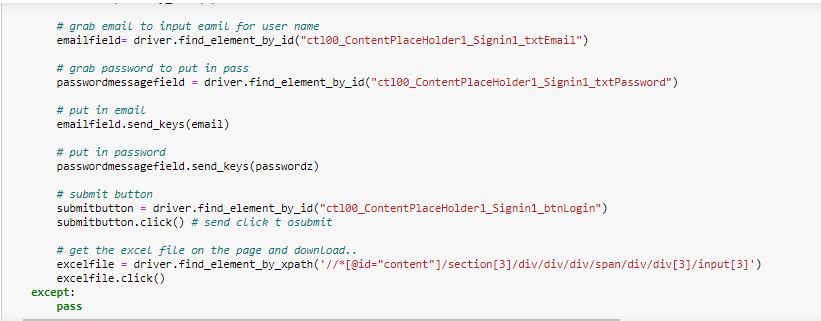 # grab email to input eamil for user name
emailfield= driver.find_element_by_id("ctl00_ContentPlaceHolder1_Signin1_txtEmail")
# grab password to put in pass
passwordmessagefield = driver.find_element_by_id("ctl00_ContentPlaceHolder1_Signin1_txtPassword")
# put in email
emailfield.send_keys(email)
# put in password
passwordmessagefield.send_keys(passwordz)
# submit button
submitbutton = driver.find_element_by_id("ctl00_ContentPlaceHolder1_Signin1_btnLogin")
submitbutton.click() # send click t osubmit
# get the excel file on the page and download..
excelfile = driver.find_element_by_xpath('//*[@id="content"]/section[3]/div/div/div/span/div/div[3]/input[3]')
excelfile.click()
except:
pass